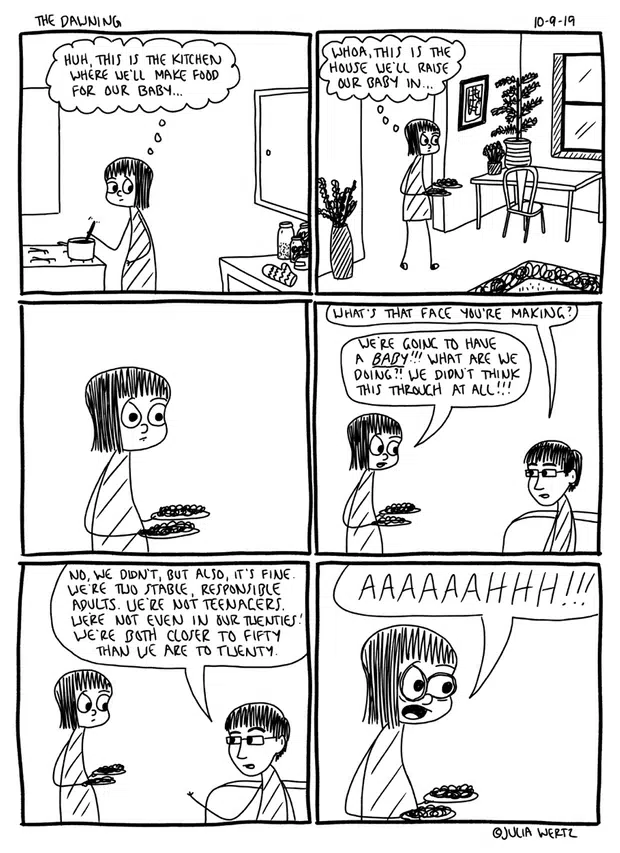 THE DAWNING
10-9-19
HUH, THIS IS THE KITCHEN
WHERE WE'LL MAKE FOOD
FOR OUR BABY...
WHOA, THIS IS THE
HOUSE WE'LL RAISE
OUR BABY IN...
WHAT'S THAT FACE YOU'RE MAKING?
WE'RE GOING TO HAVE
A BABY!!! WHAT ARE WE
DOING?! WE DIDN'T THINK
THIS THROUGH AT ALL!!!
NO, WE DIDN'T, BUT ALSO, IT'S FINE.
WE'RE TWO STABLE, RESPONSIBLE
ADULTS. WE'RE NOT TEENAGERS.
WERE NOT EVEN IN OUR TWENTIES!
WE'RE BOTH CLOSER TO FIFTY
THAN WE ARE TO TWENTY.
AAAAAAHHH!!!
©JULIA WERTZ